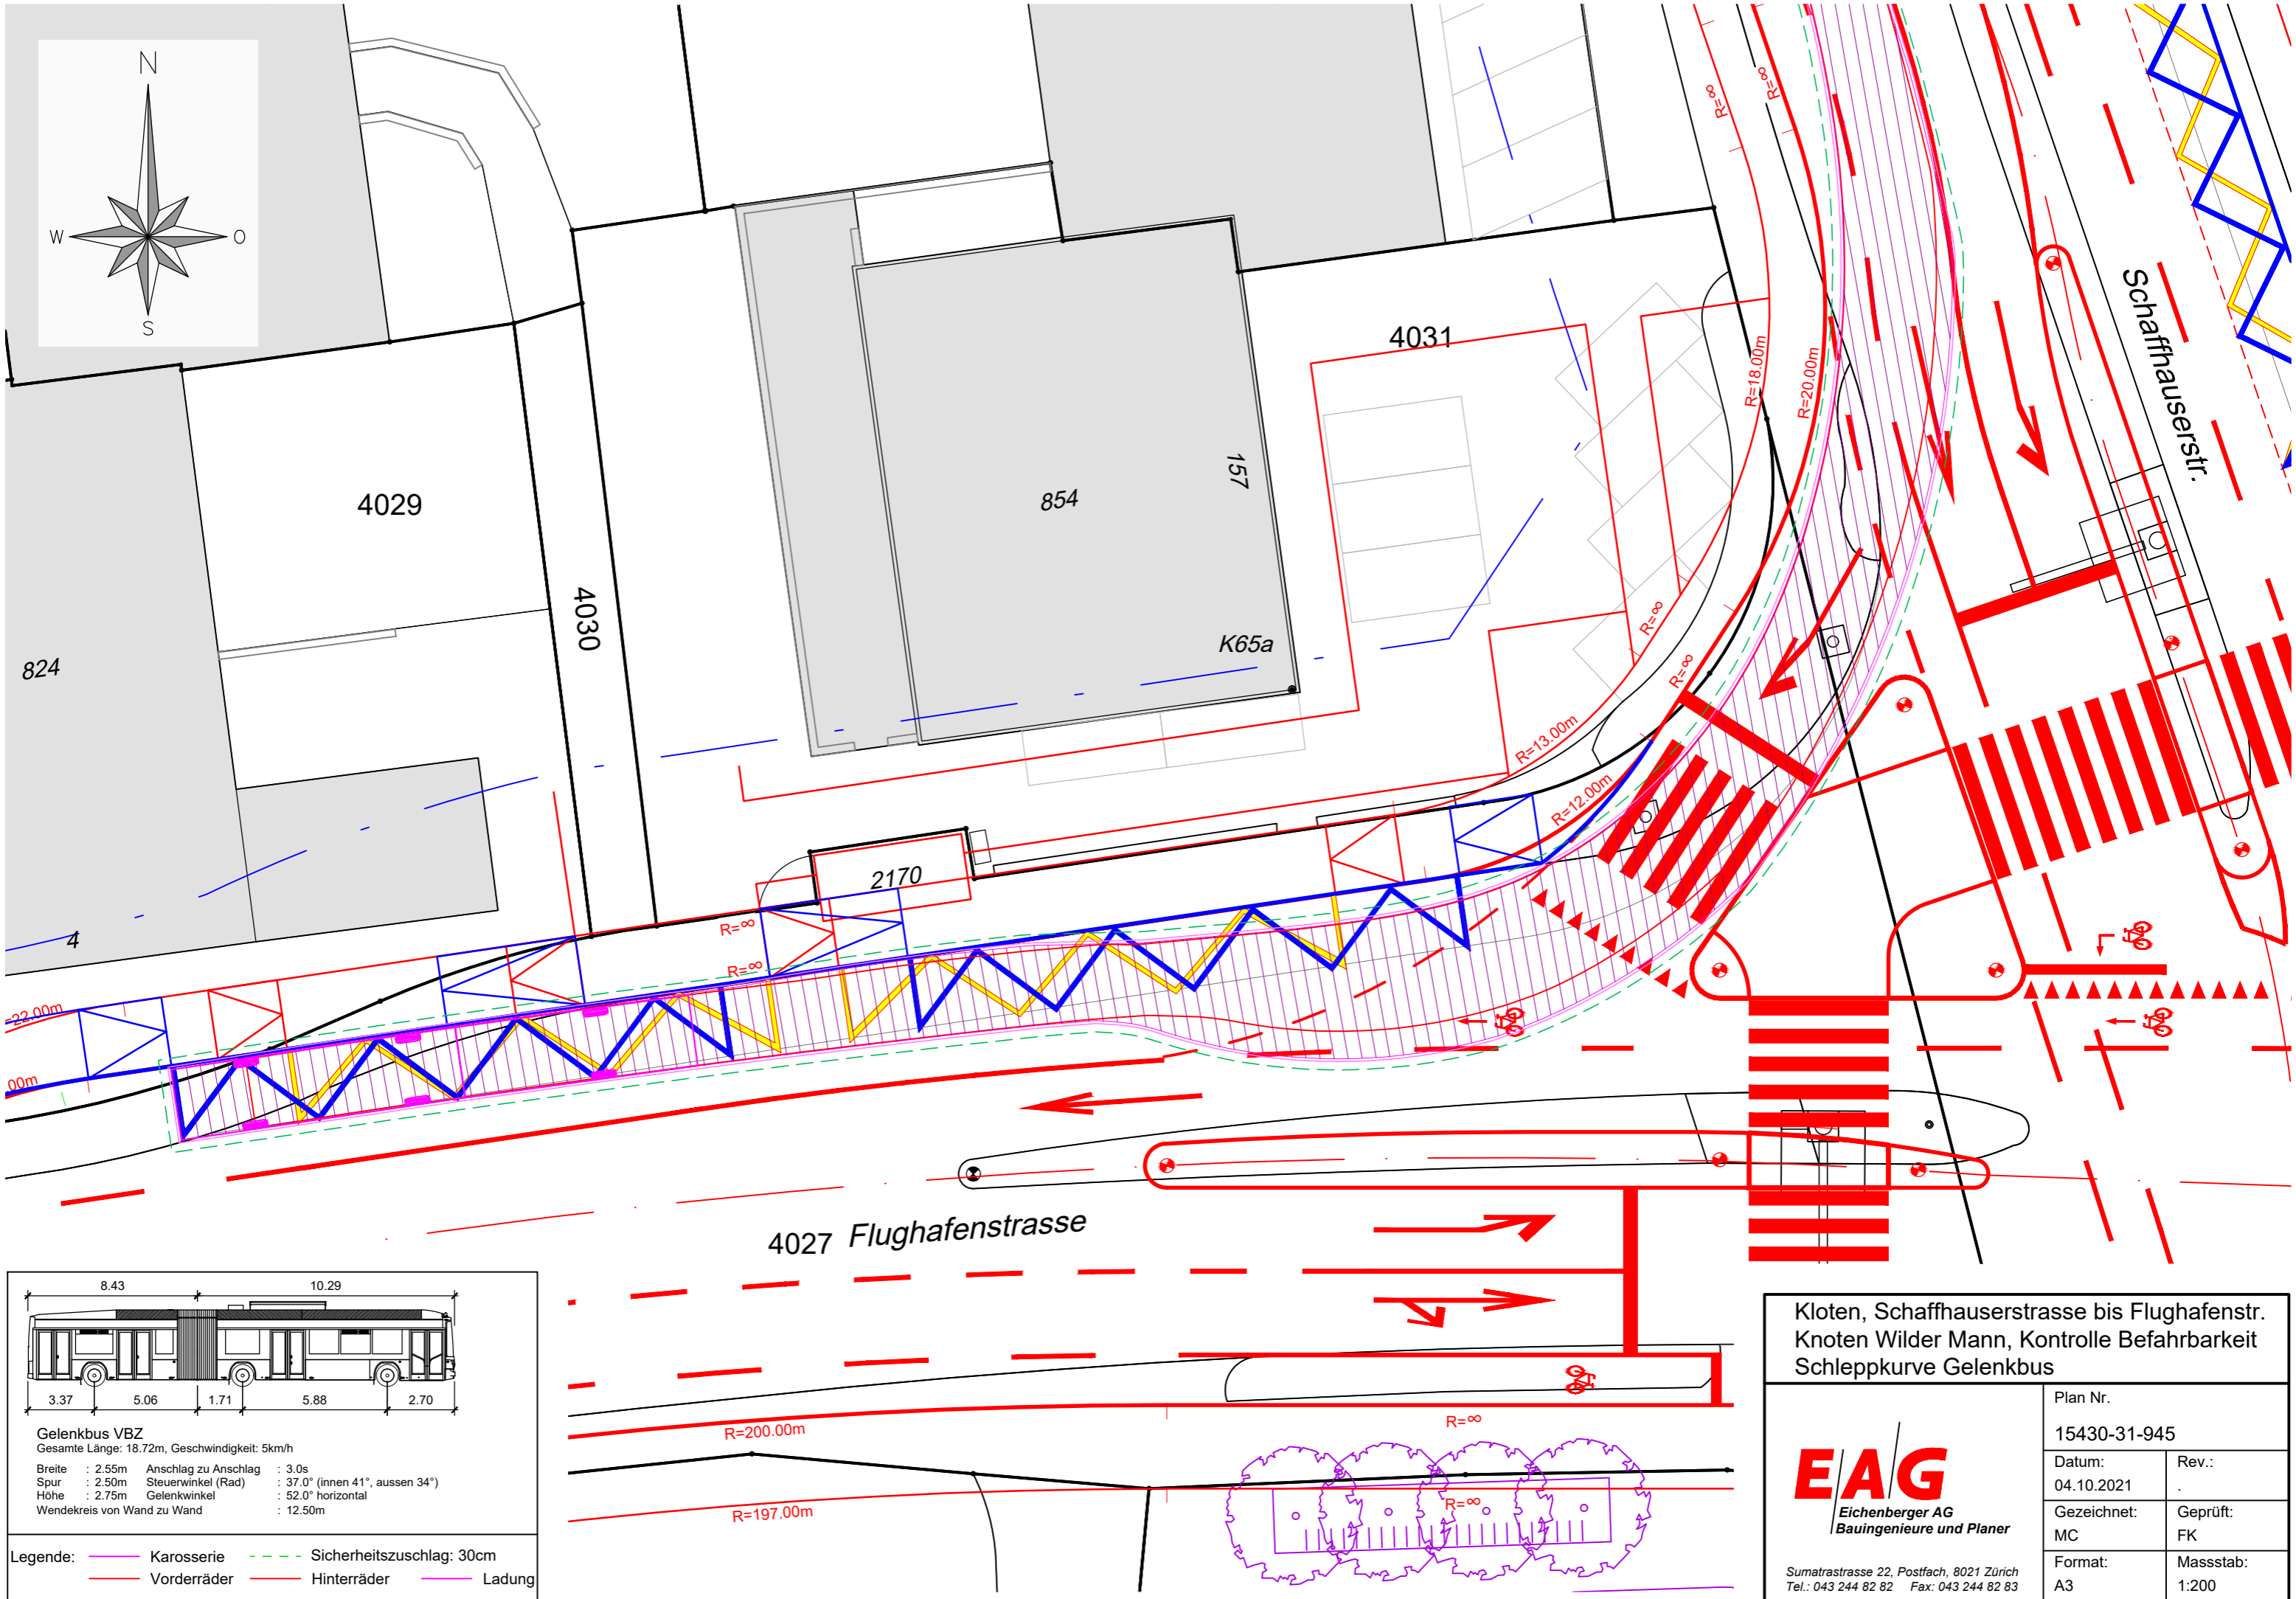 N
W
O
S
R=∞
R=∞
Schaffhauserstr.
4031
R=18.00m
R=20.00m
157
854
4029
4030
R=∞
K65a
824
R=∞
R=13.00m
R=12.00m
2170
4
R=∞
R=∞
22.00m
00m
4027 Flughafenstrasse
R=200.00m
R=∞
R=∞
R=197.00m
8.43
10.29
3.37
5.06
1.71
5.88
2.70
Gelenkbus VBZ
Gesamte Länge: 18.72m, Geschwindigkeit: 5km/h
Breite : 2.55m Anschlag zu Anschlag : 3.0s
Spur : 2.50m Steuerwinkel (Rad) : 37.0° (innen 41°, aussen 34°)
Höhe : 2.75m Gelenkwinkel : 52.0° horizontal
Wendekreis von Wand zu Wand : 12.50m
Legende: Karosserie Sicherheitszuschlag: 30cm
Vorderräder Hinterräder Ladung
Kloten, Schaffhauserstrasse bis Flughafenstr.
Knoten Wilder Mann, Kontrolle Befahrbarkeit
Schleppkurve Gelenkbus
EAG
Eichenberger AG
Bauingenieure und Planer
Sumatrastrasse 22, Postfach, 8021 Zürich
Tel.: 043 244 82 82 Fax: 043 244 82 83
Plan Nr.
15430-31-945
Datum: Rev.:
04.10.2021 .
Gezeichnet: Geprüft:
MC FK
Format: Massstab:
A3 1:200